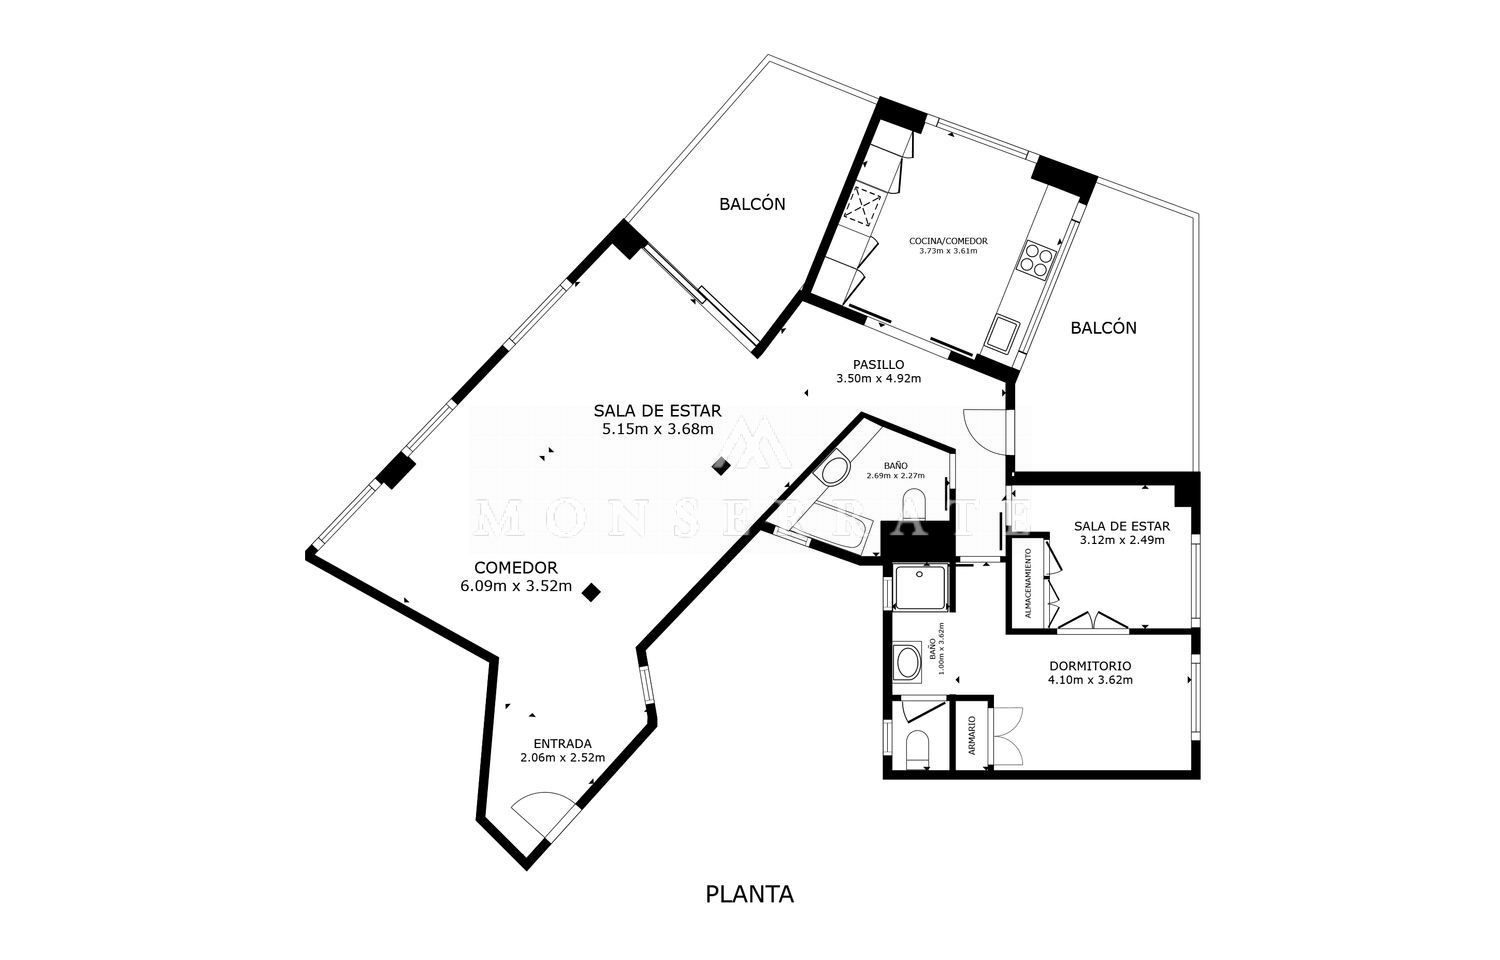 BALCÓN
COCINA/COMEDOR
3.73m x 3.61m
BALCÓN
PASILLO
3.50m x 4.92m
SALA DE ESTAR
5.15m x 3.68m
BAÑO
2.69m x 2.27m
MONSERRATE
SALA DE ESTAR
3.12m x 2.49m
ALMACENAMIENTO
COMEDOR
6.09m x 3.52m
BAÑO
1.00m x 3.62m
DORMITORIO
4.10m x 3.62m
ARMARIO
ENTRADA
2.06m x 2.52m
PLANTA